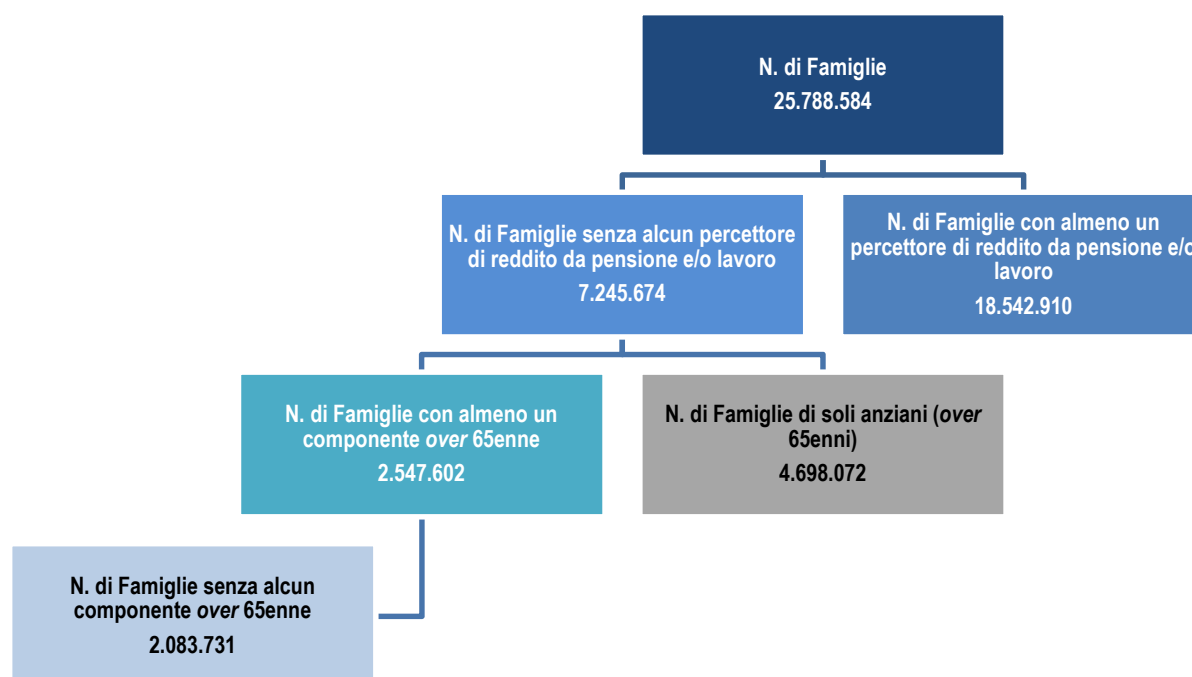 N. di Famiglie
25.788.584
N. di Famiglie senza alcun percettore
di reddito da pensione e/o lavoro
7.245.674
N. di Famiglie con almeno un
percettore di reddito da pensione e/o
lavoro
18.542.910
N. di Famiglie con almeno un
componente over 65enne
2.547.602
N. di Famiglie di soli anziani (over
65enni)
4.698.072
N. di Famiglie senza alcun
componente over 65enne
2.083.731